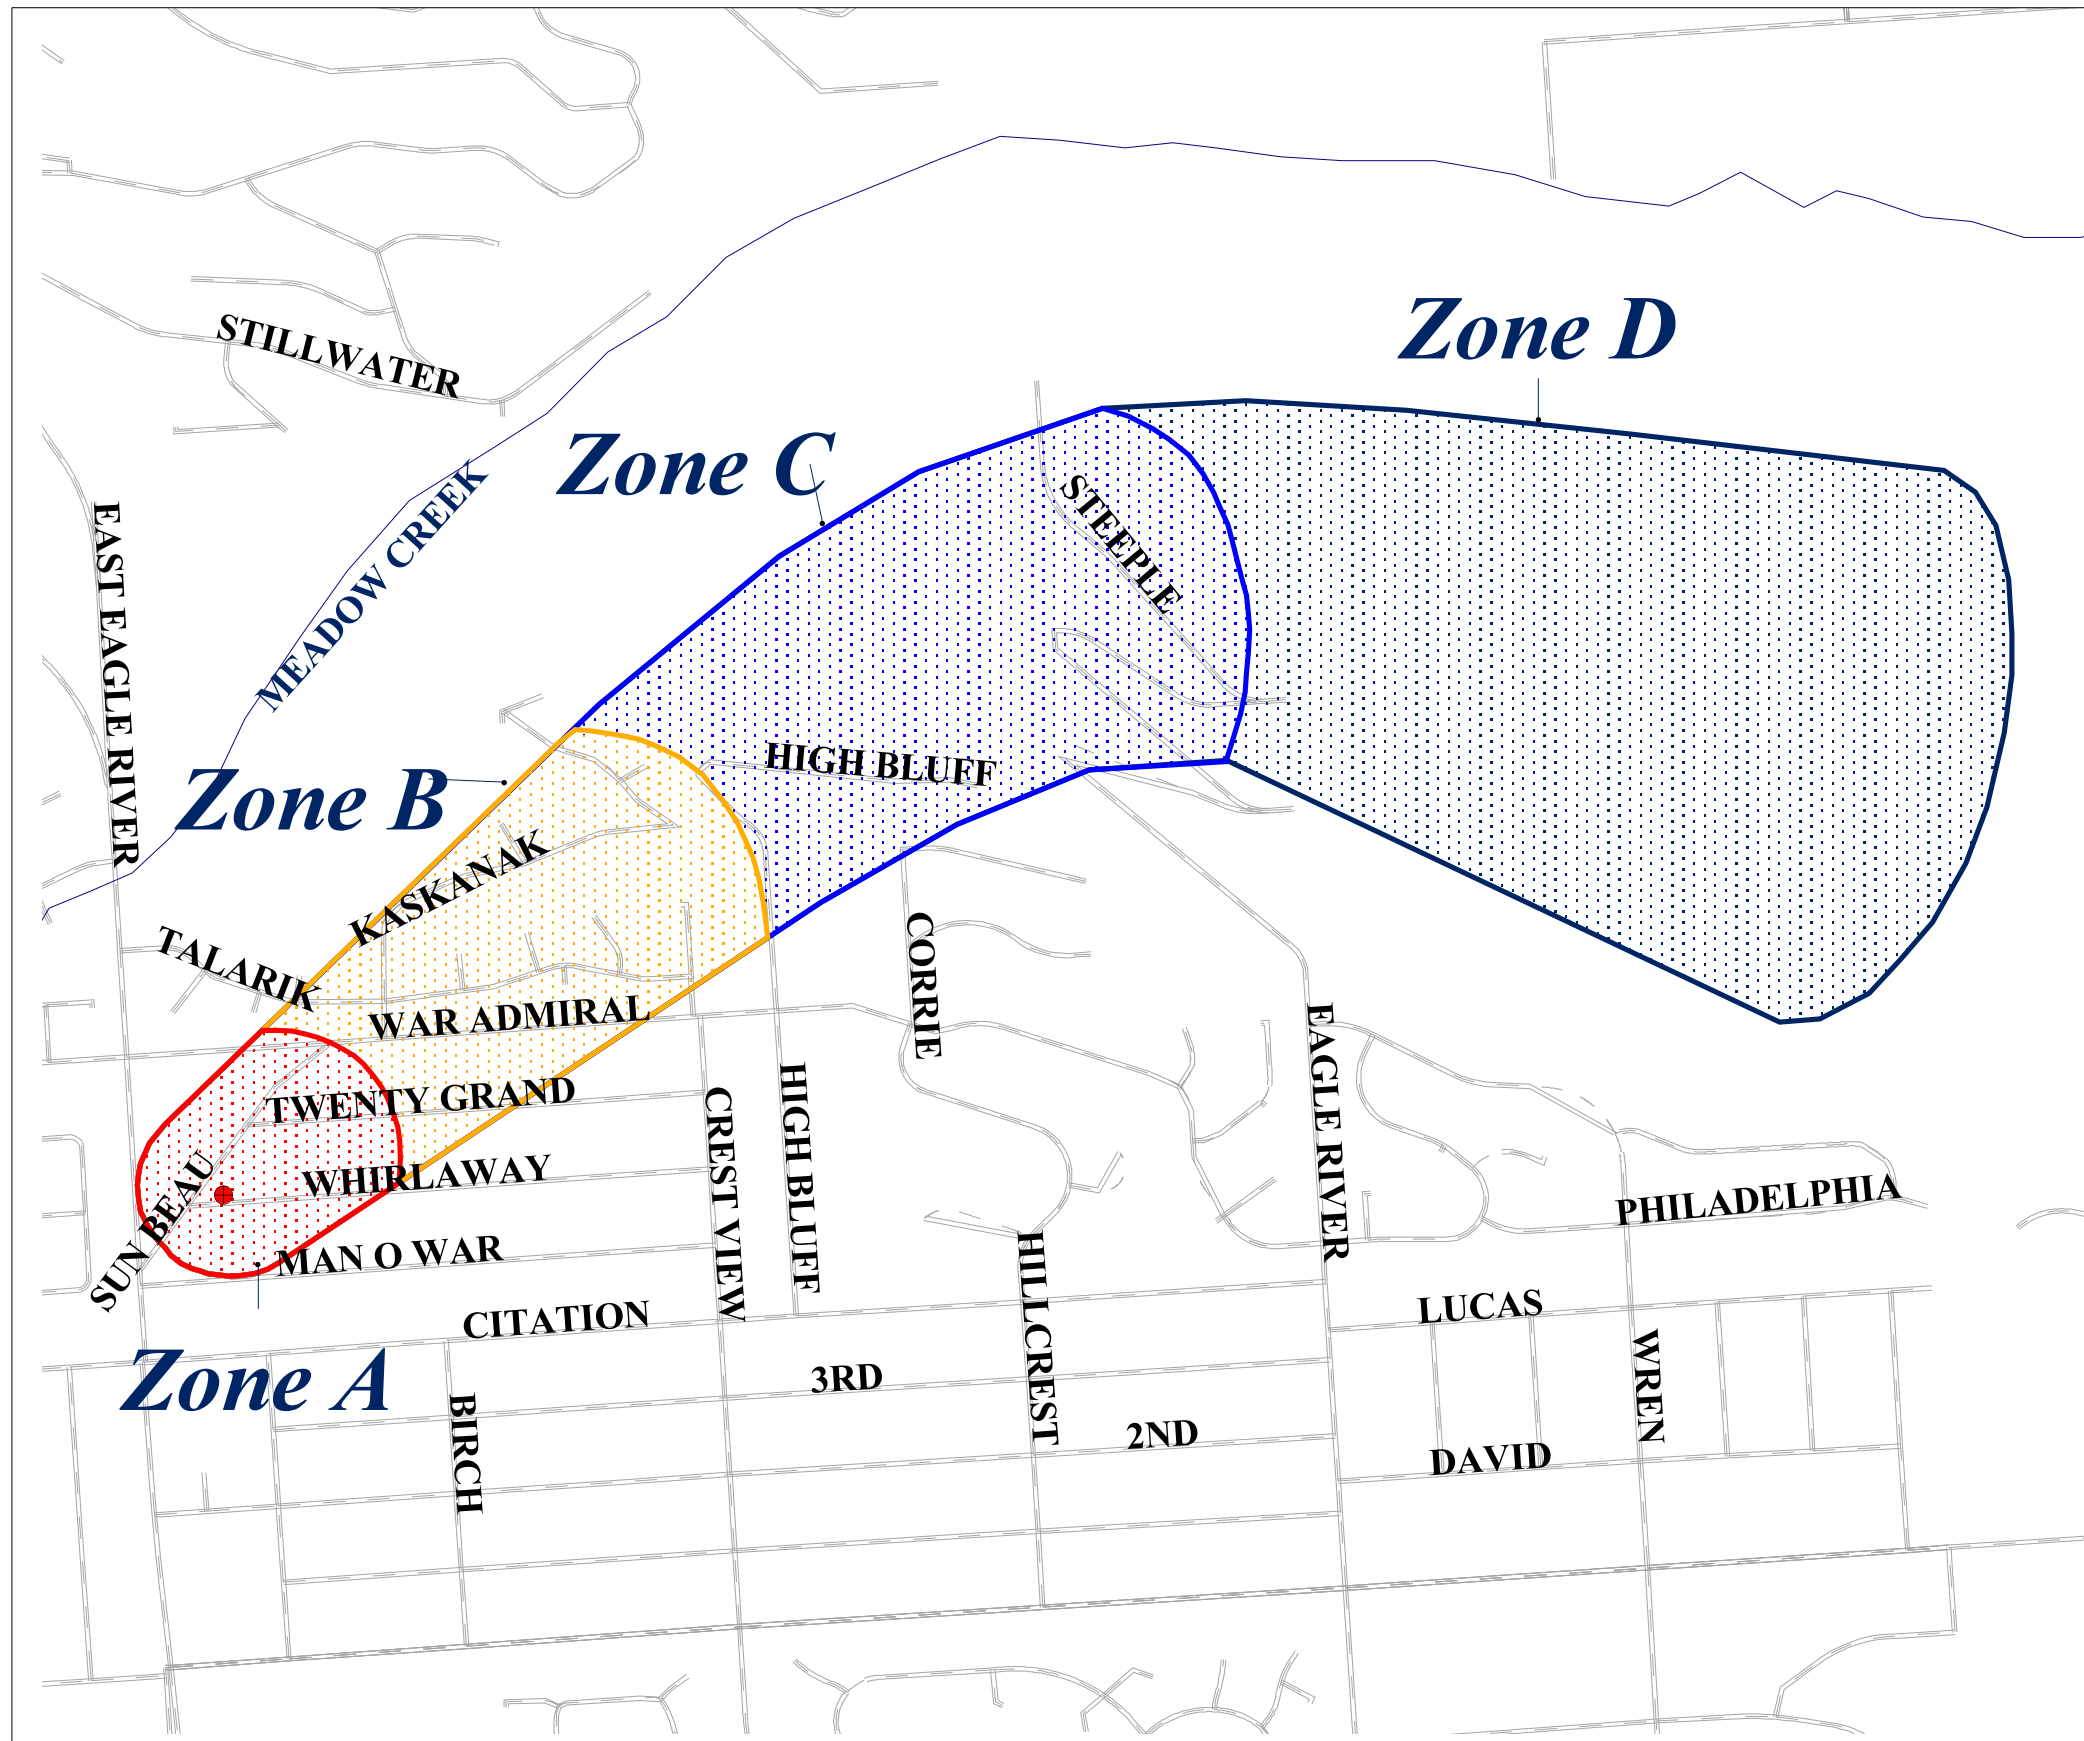 Zone D
STILLWATER
Zone C
MEADOW CREEK
STEEPLE
EAST EAGLE RIVER
HIGH BLUFF
Zone B
KASKANAK
TALARIK
CORRIE
WAR ADMIRAL
EAGLE RIVER
TWENTY GRAND
HIGH BLUFF
CREST VIEW
WHIRLAWAY
SUN BEAU
PHILADELPHIA
MAN O WAR
HILLCREST
CITATION
LUCAS
Zone A
3RD
WREN
BIRCH
2ND
DAVID